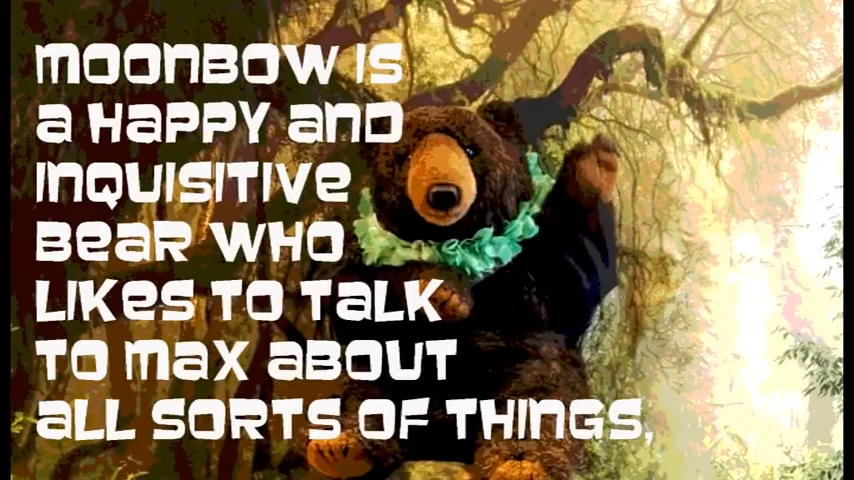 MOONBOW IS
A HAPPY AND
INQUISITIVE
BEAR WHO
LIKES TO TALK
TO MAX ABOUT
ALL SORTS OF THINGS,